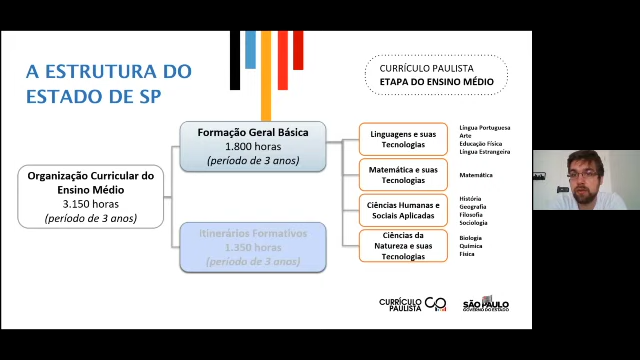 A ESTRUTURA DO
ESTADO DE SP
CURRÍCULO PAULISTA
ETAPA DO ENSINO MÉDIO
Organização Curricular do
Ensino Médio
3.150 horas
(período de 3 anos)
Formação Geral Básica
1.800 horas
(período de 3 anos)
Itinerários Formativos
1.350 horas
(período de 3 anos)
Linguagens e suas
Tecnologias
Língua Portuguesa
Arte
Educação Física
Língua Estrangeira
Matemática e suas
Tecnologias
Matemática
Ciências Humanas e
Sociais Aplicadas
História
Geografia
Filosofia
Sociologia
Ciências da
Natureza e suas
Tecnologias
Biologia
Química
Física
CURRÍCULO
PAULISTA
SÃO PAULO
GOVERNO DO ESTADO